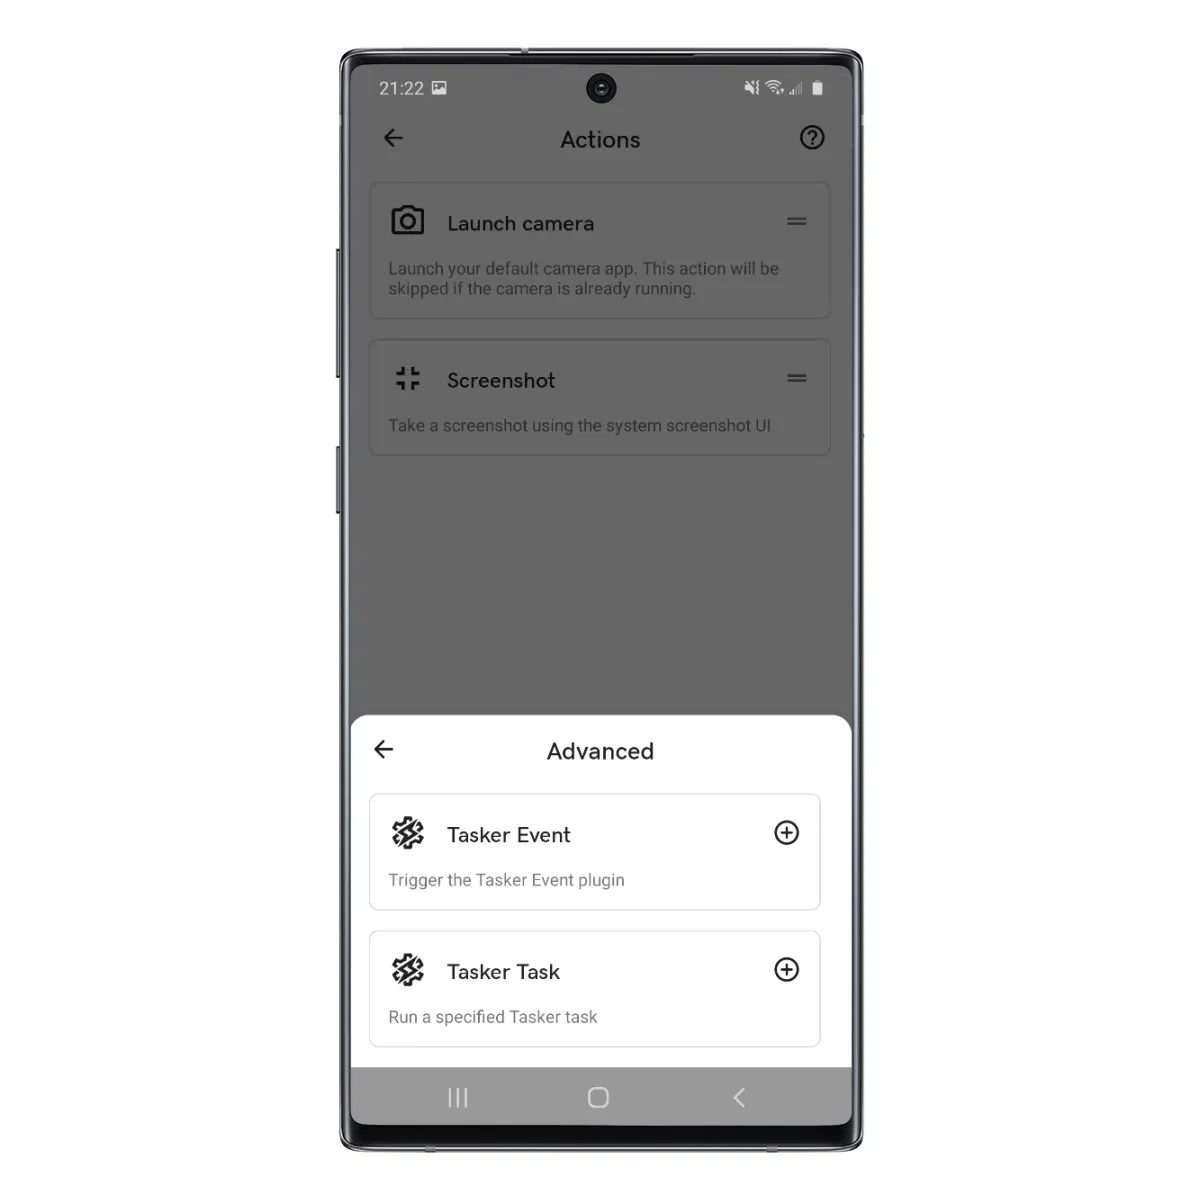 21:22
Actions
Launch camera
Launch your default camera app. This action will be
skipped if the camera is already running.
Screenshot
Take a screenshot using the system screenshot UI
Advanced
Tasker Event
Trigger the Tasker Event plugin
Tasker Task
Run a specified Tasker task